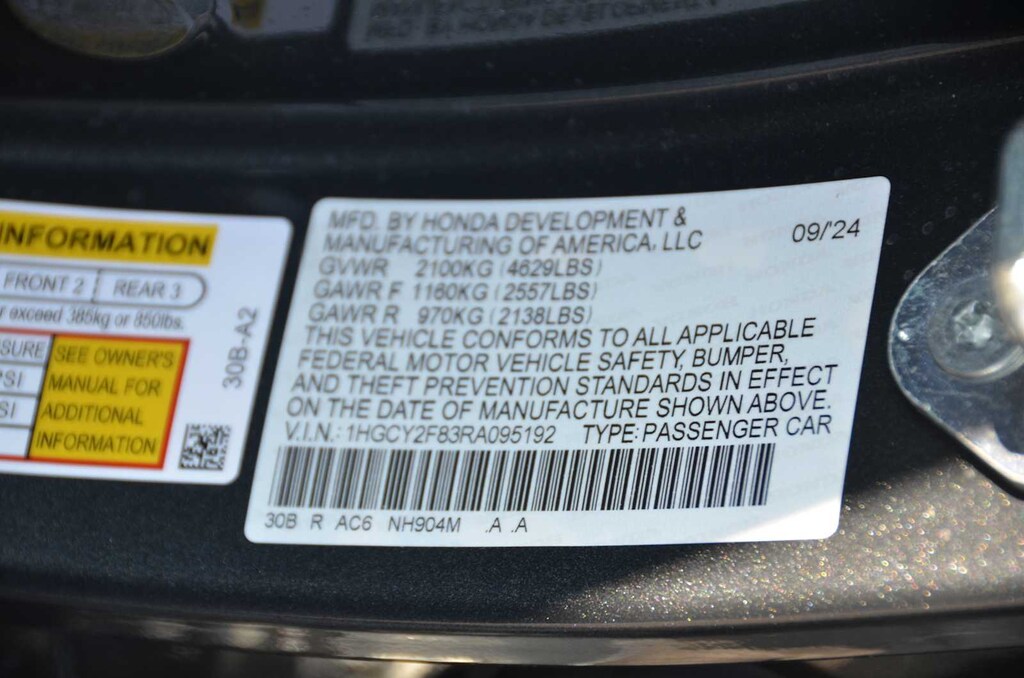 INFORMATION
FRONT 2 REAR 3
or exceed 385kg or 850lbs.
SURE
PSI
SI
SEE OWNER'S
MANUAL FOR
ADDITIONAL
INFORMATION
30B-A2
MFD. BY HONDA DEVELOPMENT &
MANUFACTURING OF AMERICA, LLC 09/'24
GVWR 2100KG (4629LBS)
GAWR F 1160KG (2557LBS)
GAWR R 970KG (2138LBS)
THIS VEHICLE CONFORMS TO ALL APPLICABLE
FEDERAL MOTOR VEHICLE SAFETY, BUMPER,
AND THEFT PREVENTION STANDARDS IN EFFECT
ON THE DATE OF MANUFACTURE SHOWN ABOVE.
V.I.N.: 1HGCY2F83RA095192 TYPE: PASSENGER CAR
30B R AC6 NH904M .A .A